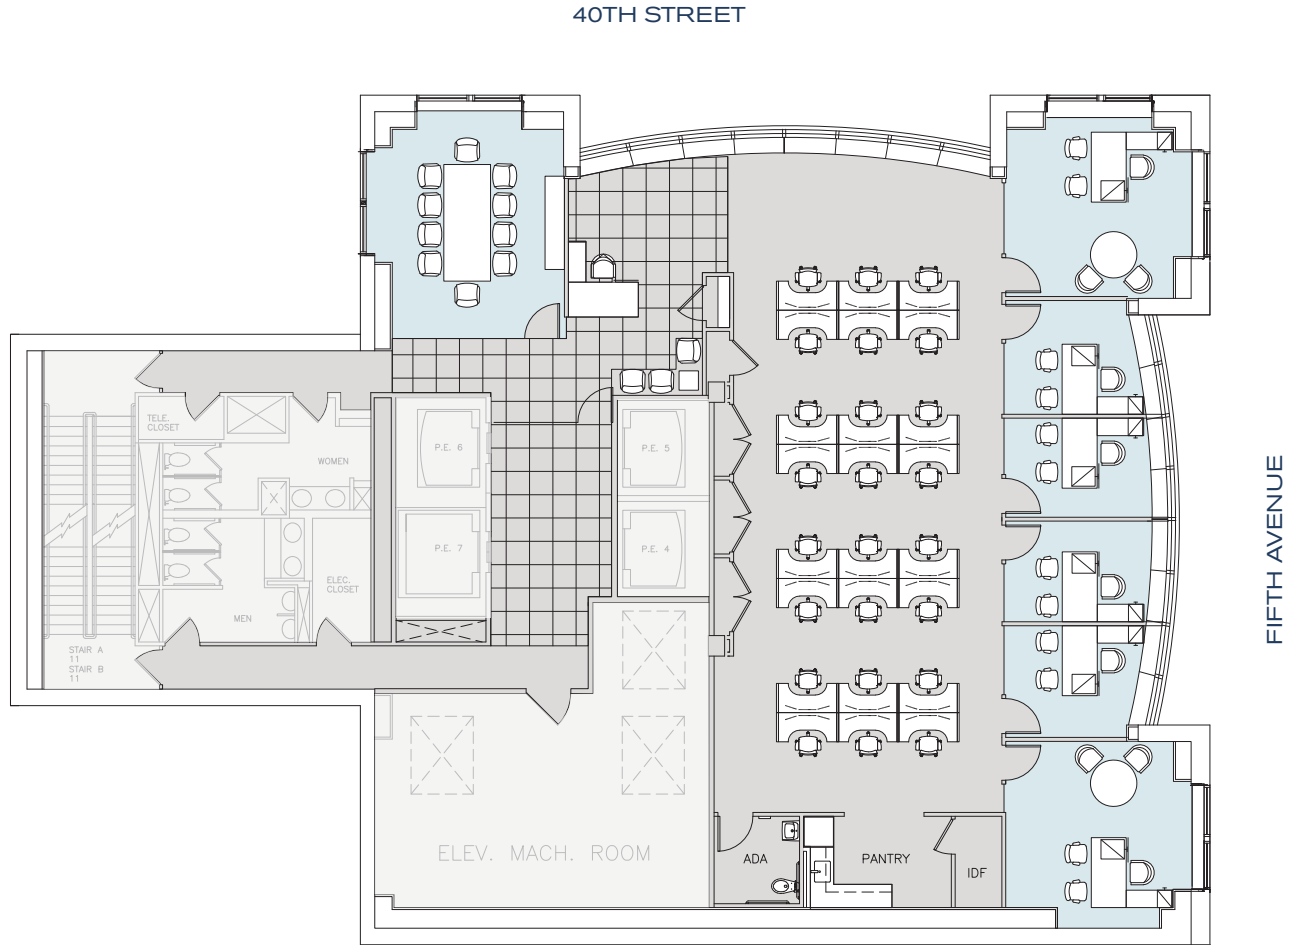 40TH STREET
TELE.
CLOSET
WOMEN
P.E. 6
P.E. 5
P.E. 7
P.E. 4
ELEC.
CLOSET
MEN
STAIR A
11
STAIR B
11
FIFTH AVENUE
ELEV. MACH. ROOM
ADA
PANTRY
IDF